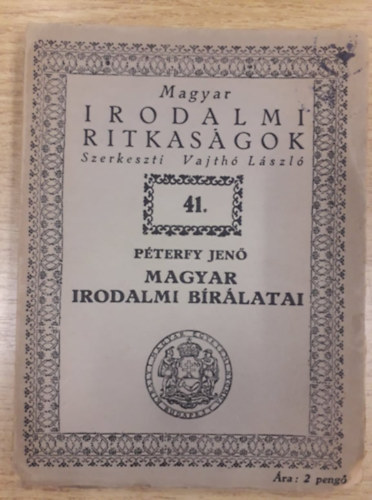 Magyar
IRODALMI
RITKASÁGOK
Szerkeszti Vajthó László
41.
PÉTERFY JENŐ
MAGYAR
IRODALMI BÍRÁLATAI
Ára: 2 pengő